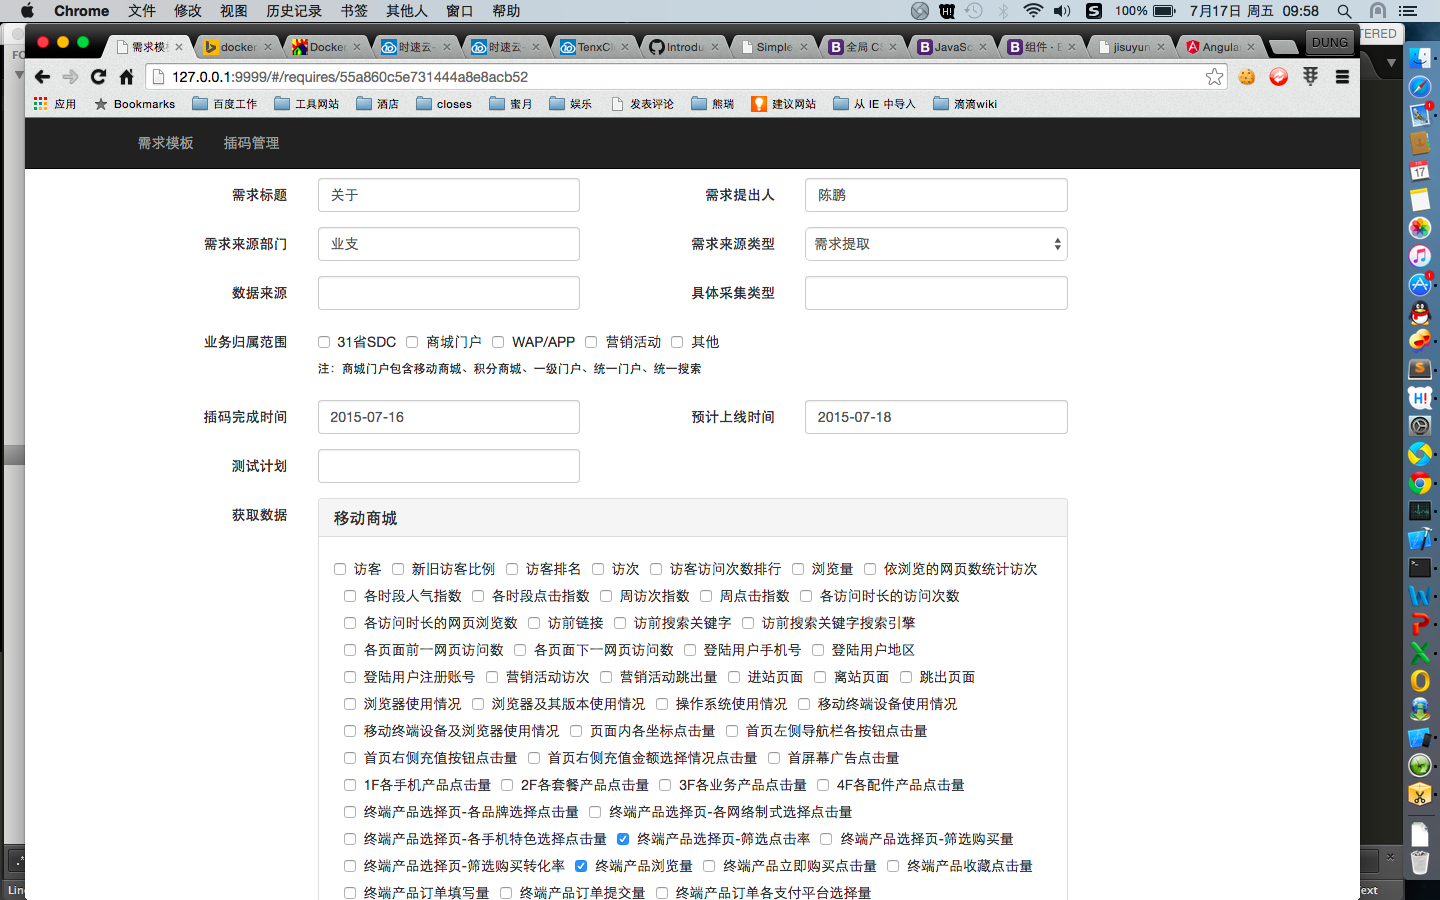 Chrome 文件 修改 视图 历史记录 书签 其他人 窗口 帮助 100% 7月17日 周五 09:58
需求模 docker Docker 时速云 时速云 TenxCl Introdu Simple 全局 C JavaSc 组件 · jisuyun Angular DUNG
127.0.0.1:9999/#/requires/55a860c5e731444a8e8acb52
应用 Bookmarks 百度工作 工具网站 酒店 closes 蜜月 娱乐 发表评论 熊瑞 建议网站 从 IE 中导入 滴滴wiki
需求模板 插码管理
需求标题 关于 需求提出人 陈鹏
需求来源部门 业支 需求来源类型 需求提取
数据来源 具体采集类型
业务归属范围 31省SDC 商城门户 WAP/APP 营销活动 其他
注：商城门户包含移动商城、积分商城、一级门户、统一门户、统一搜索
插码完成时间 2015-07-16 预计上线时间 2015-07-18
测试计划
获取数据 移动商城
访客 新旧访客比例 访客排名 访次 访客访问次数排行 浏览量 依浏览的网页数统计访次
各时段人气指数 各时段点击指数 周访次指数 周点击指数 各访问时长的访问次数
各访问时长的网页浏览数 访前链接 访前搜索关键字 访前搜索关键字搜索引擎
各页面前一网页访问数 各页面下一网页访问数 登陆用户手机号 登陆用户地区
登陆用户注册账号 营销活动访次 营销活动跳出量 进站页面 离站页面 跳出页面
浏览器使用情况 浏览器及其版本使用情况 操作系统使用情况 移动终端设备使用情况
移动终端设备及浏览器使用情况 页面内各坐标点击量 首页左侧导航栏各按钮点击量
首页右侧充值按钮点击量 首页右侧充值金额选择情况点击量 首屏幕广告点击量
1F各手机产品点击量 2F各套餐产品点击量 3F各业务产品点击量 4F各配件产品点击量
终端产品选择页-各品牌选择点击量 终端产品选择页-各网络制式选择点击量
终端产品选择页-各手机特色选择点击量 终端产品选择页-筛选点击率 终端产品选择页-筛选购买量
终端产品选择页-筛选购买转化率 终端产品浏览量 终端产品立即购买点击量 终端产品收藏点击量
终端产品订单填写量 终端产品订单提交量 终端产品订单各支付平台选择量